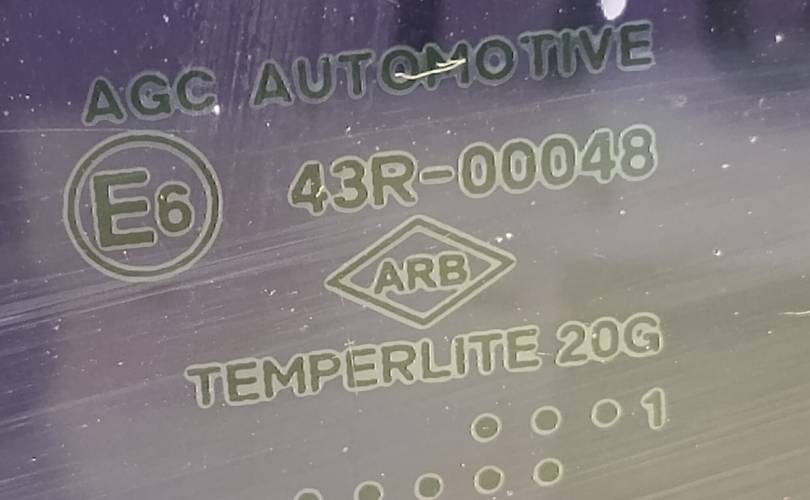 AGC AUTOMOTIVE
E6 43R-00048
ARB
TEMPERLITE 20G
• • • 1
• • • • •